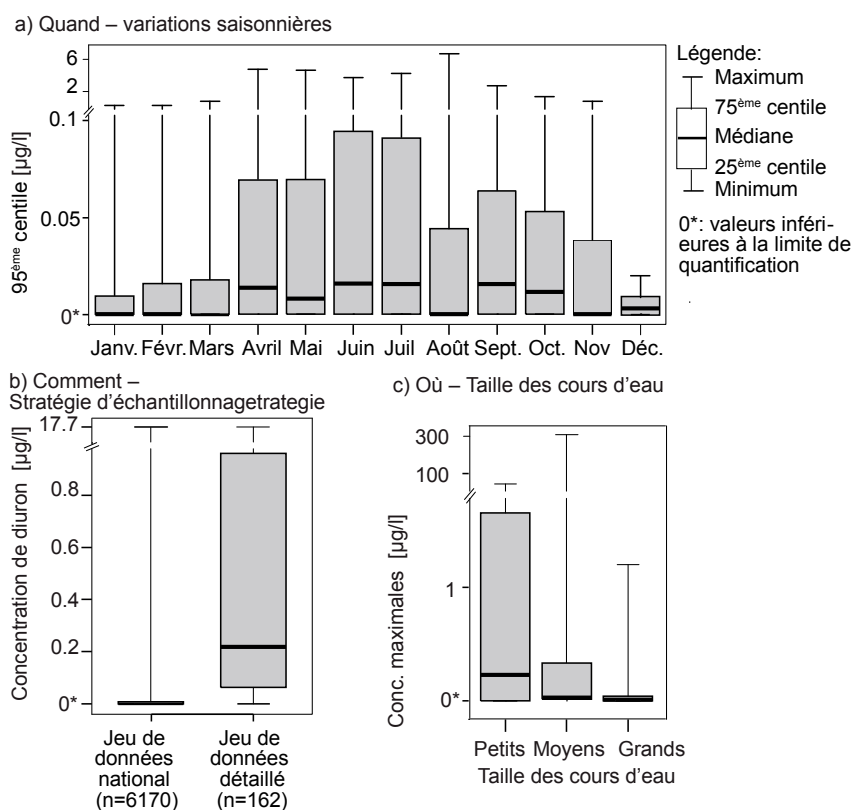 a) Quand – variations saisonnières
6
2
0.1
0.05
0*
95ème centile [µg/l]
Janv. Févr. Mars Avril Mai Juin Juil Août Sept. Oct. Nov Déc.
Légende:
Maximum
75ème centile
Médiane
25ème centile
Minimum
0*: valeurs inféri-
eures à la limite de
quantification
b) Comment –
Stratégie d'échantillonnagetrategie
17.7
0.8
0.6
0.4
0.2
0*
Concentration de diuron [µg/l]
Jeu de données national (n=6170)
Jeu de données détaillé (n=162)
c) Où – Taille des cours d'eau
300
100
1
0*
Conc. maximales [µg/l]
Petits Moyens Grands
Taille des cours d'eau